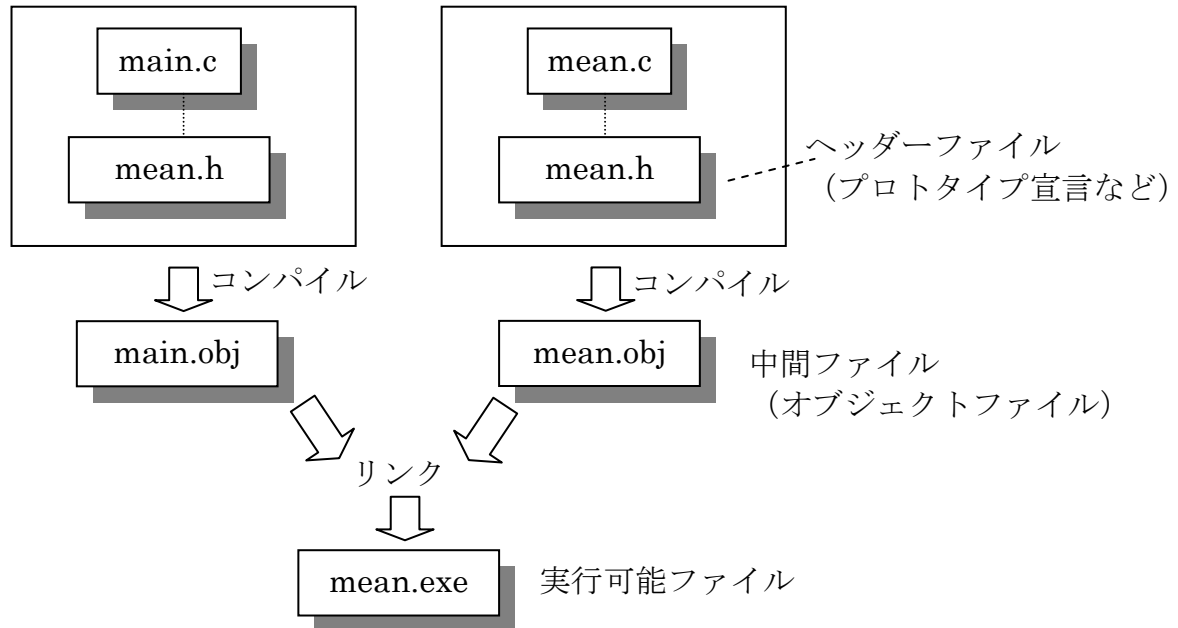 main.c
mean.c
mean.h
mean.h
ヘッダーファイル
（プロトタイプ宣言など）
コンパイル
コンパイル
main.obj
mean.obj
中間ファイル
（オブジェクトファイル）
リンク
mean.exe
実行可能ファイル